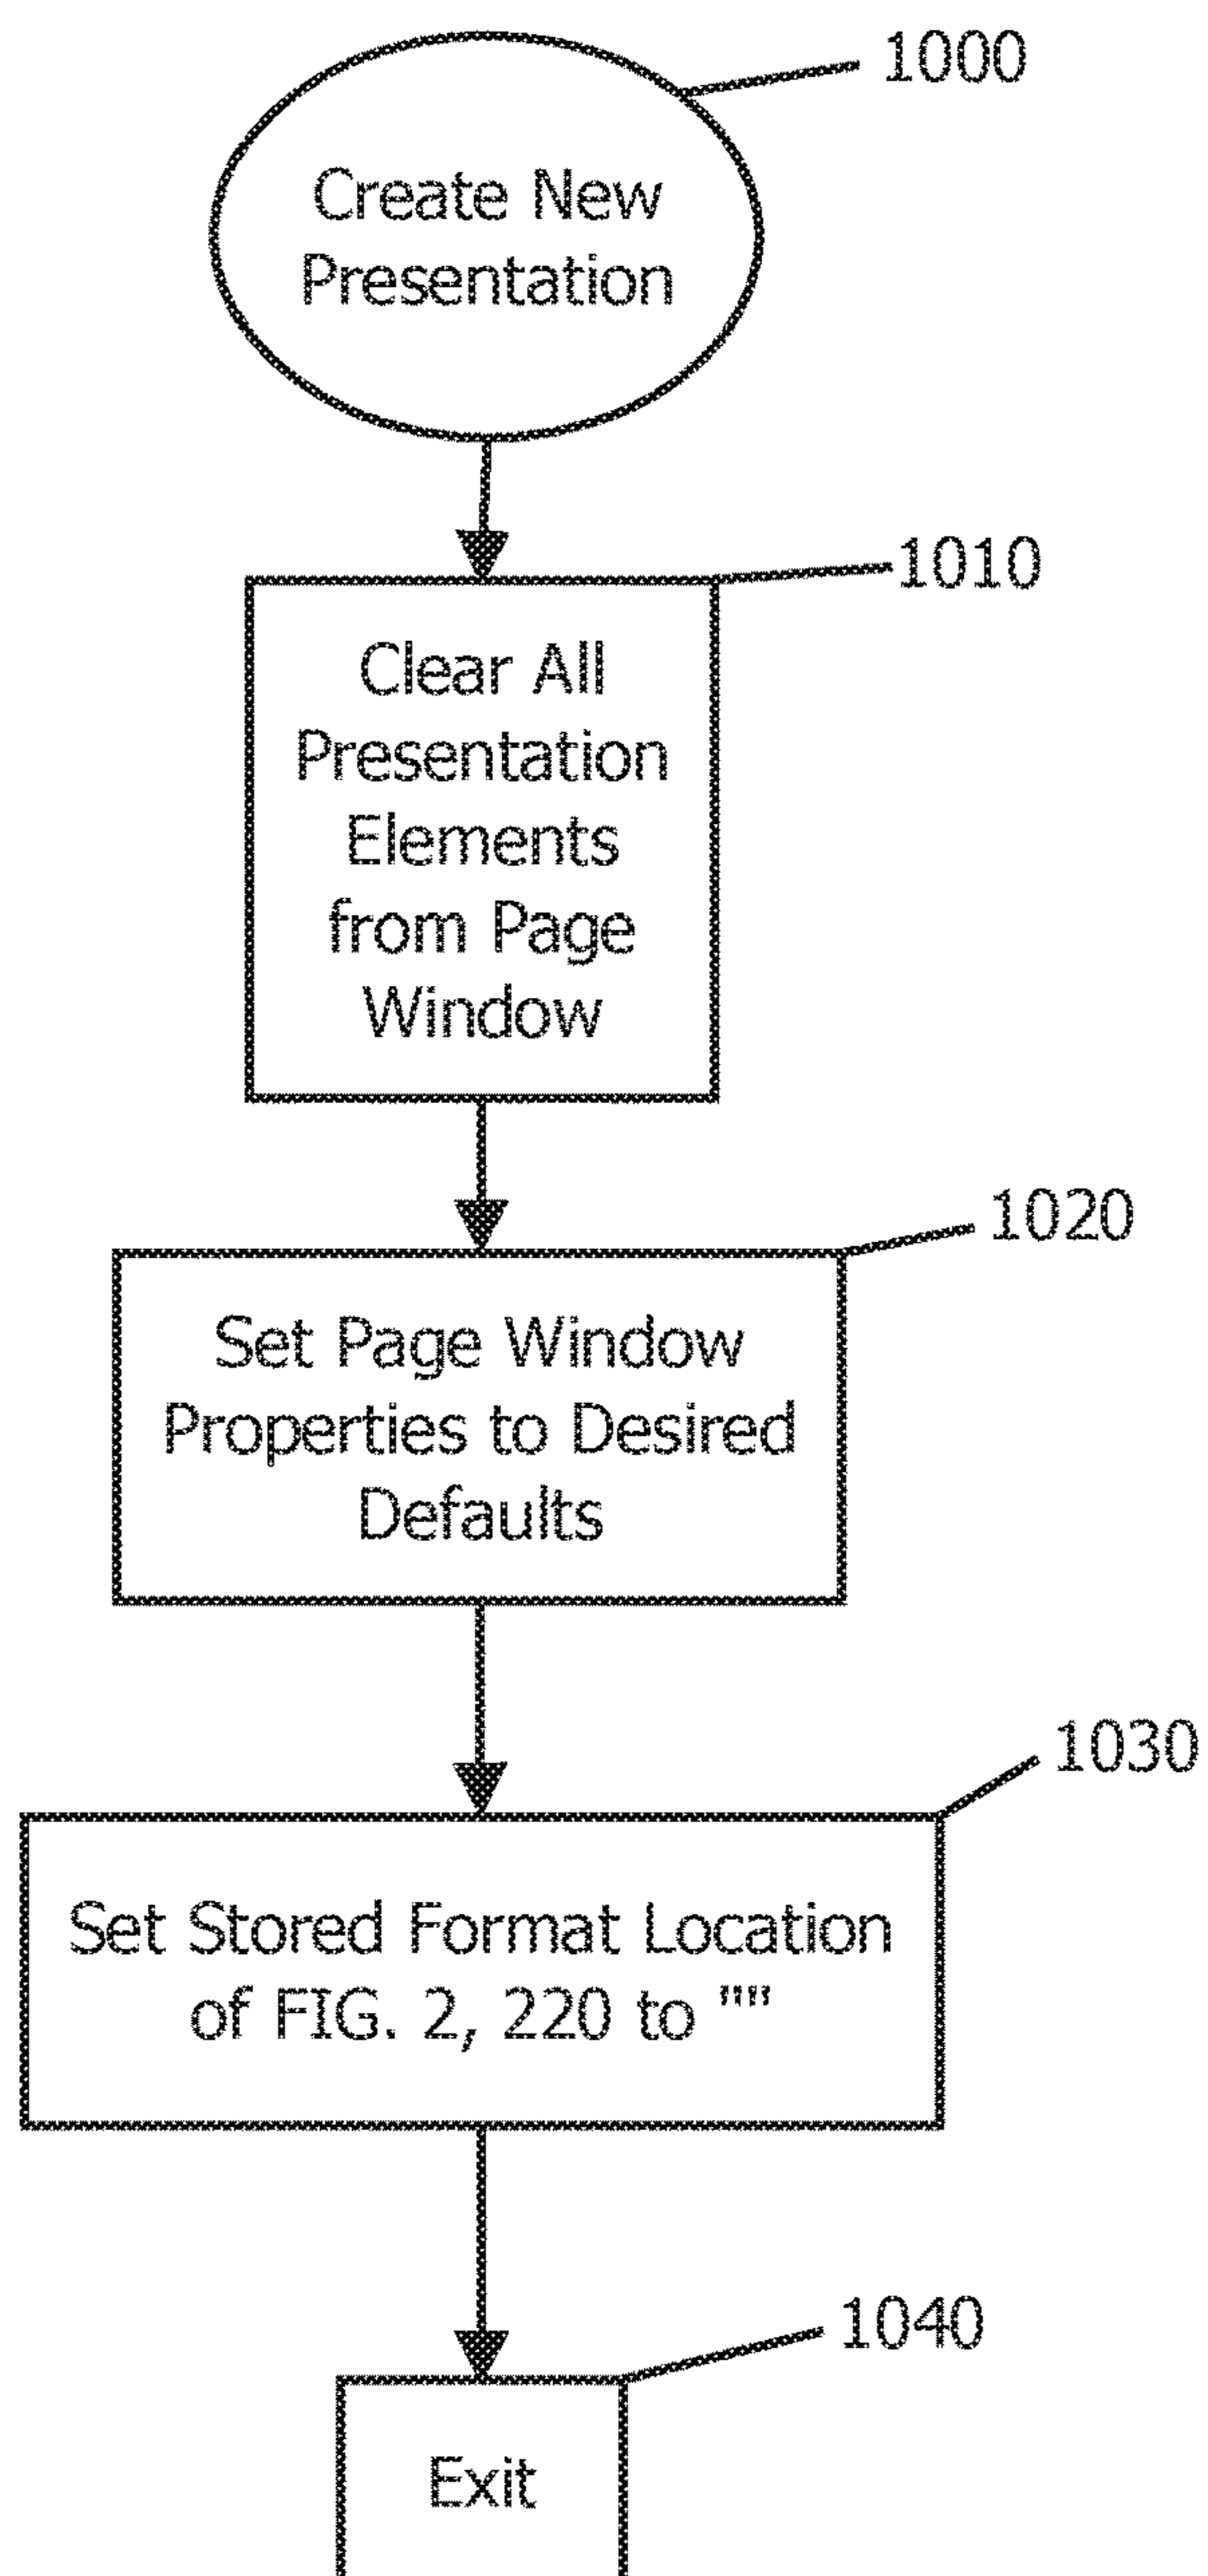 1000
Create New
Presentation
1010
Clear All
Presentation
Elements
from Page
Window
1020
Set Page Window
Properties to Desired
Defaults
1030
Set Stored Format Location
of FIG. 2, 220 to ""
1040
Exit